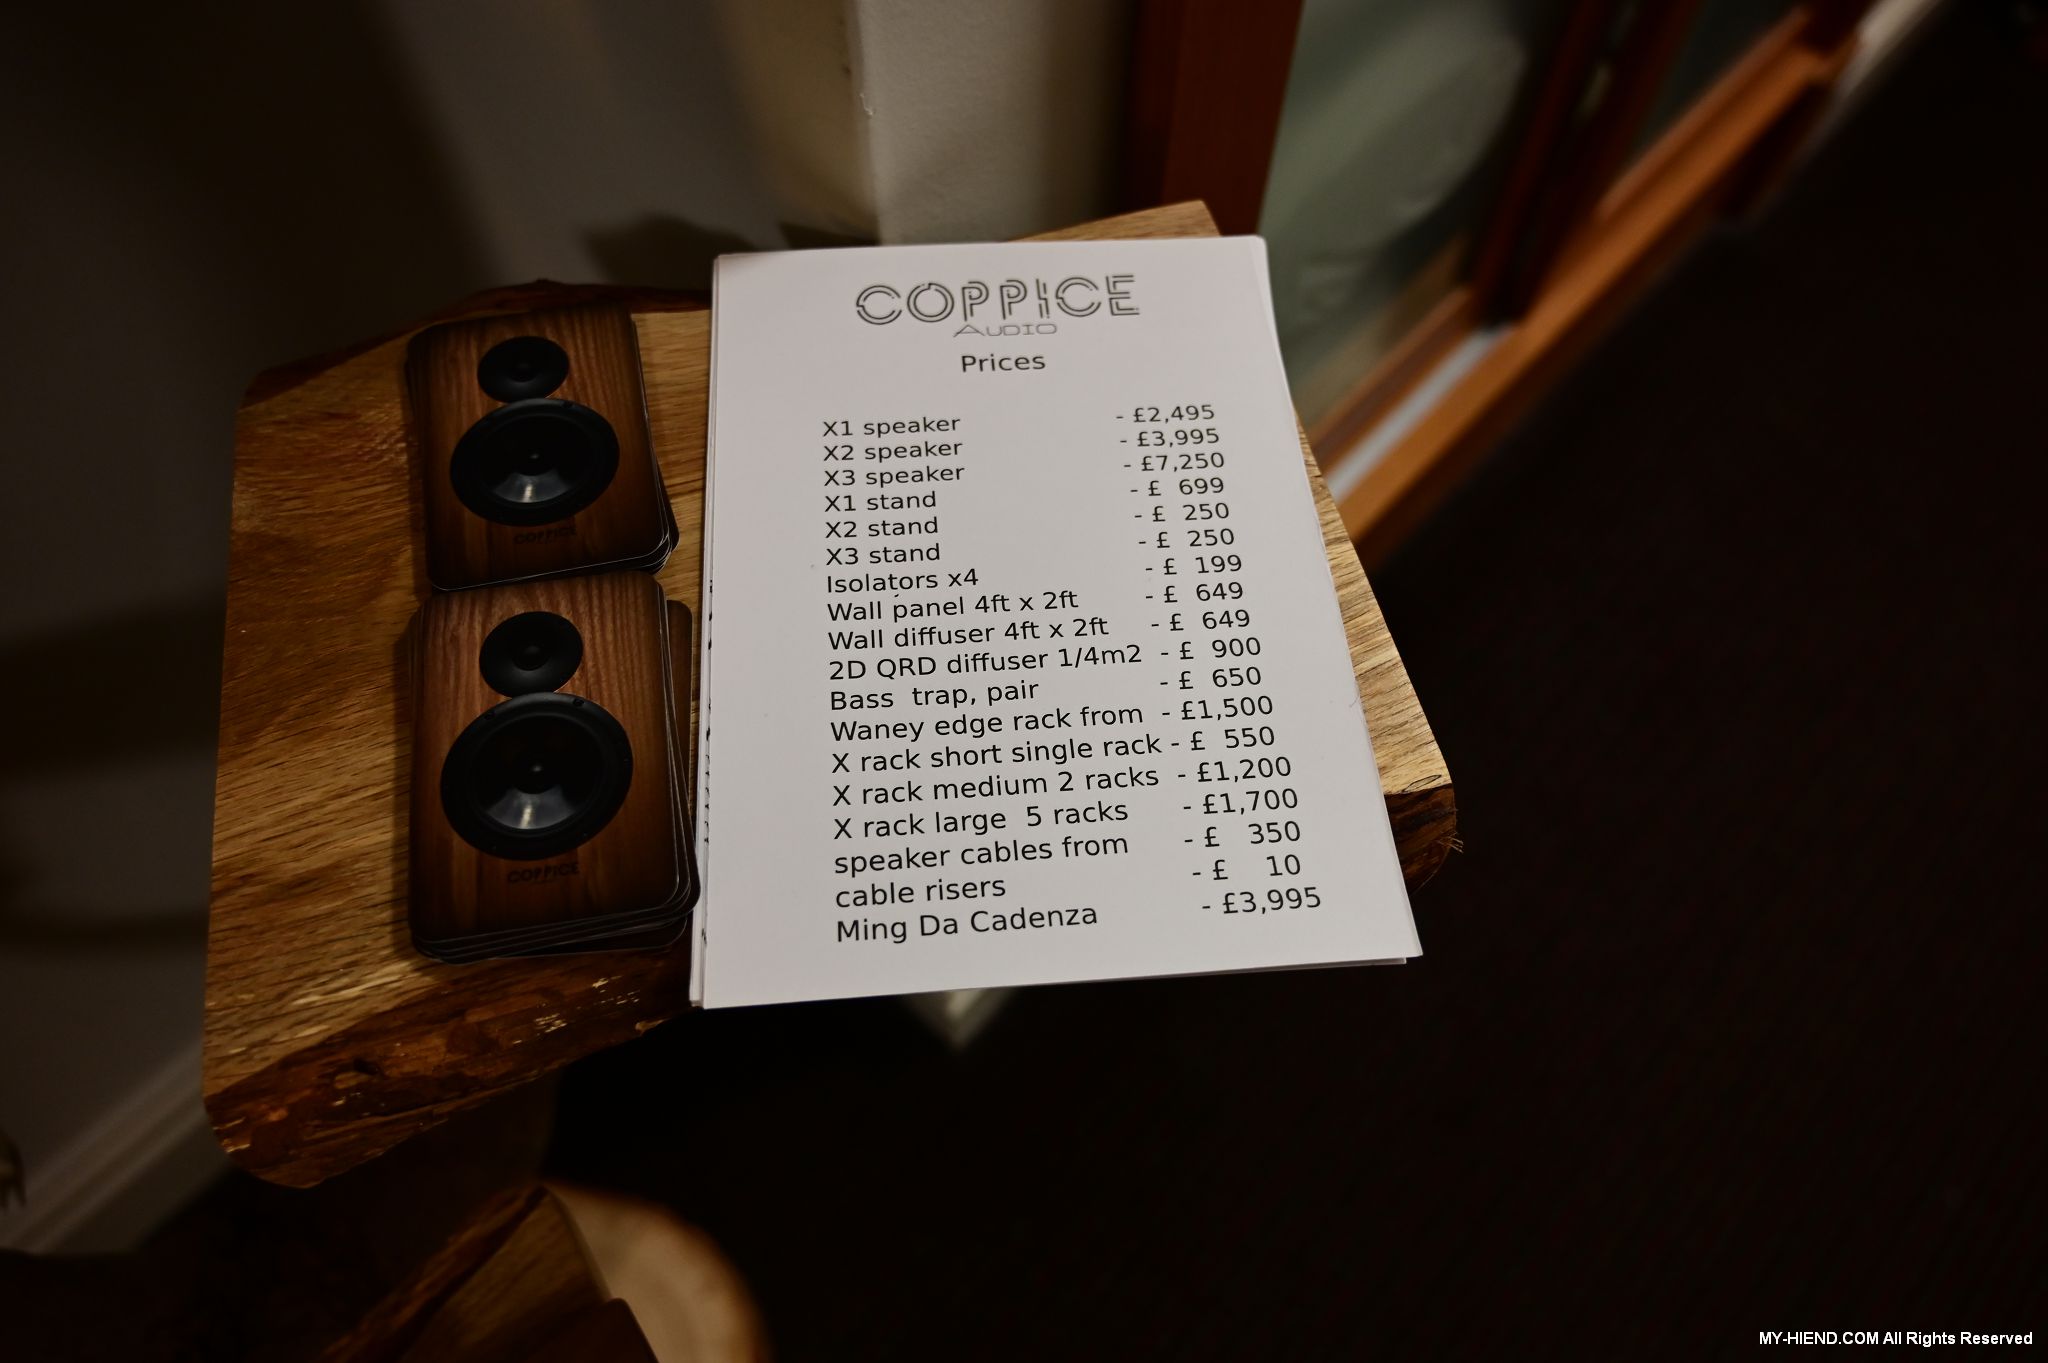 COPPICE
AUDIO
Prices
X1 speaker - £2,495
X2 speaker - £3,995
X3 speaker - £7,250
X1 stand - £ 699
X2 stand - £ 250
X3 stand - £ 250
Isolators x4 - £ 199
Wall panel 4ft x 2ft - £ 649
Wall diffuser 4ft x 2ft - £ 649
2D QRD diffuser 1/4m2 - £ 900
Bass trap, pair - £ 650
Waney edge rack from - £1,500
X rack short single rack - £ 550
X rack medium 2 racks - £1,200
X rack large 5 racks - £1,700
speaker cables from - £ 350
cable risers - £ 10
Ming Da Cadenza - £3,995
COPPICE
COPPICE
MY-HIEND.COM All Rights Reserved